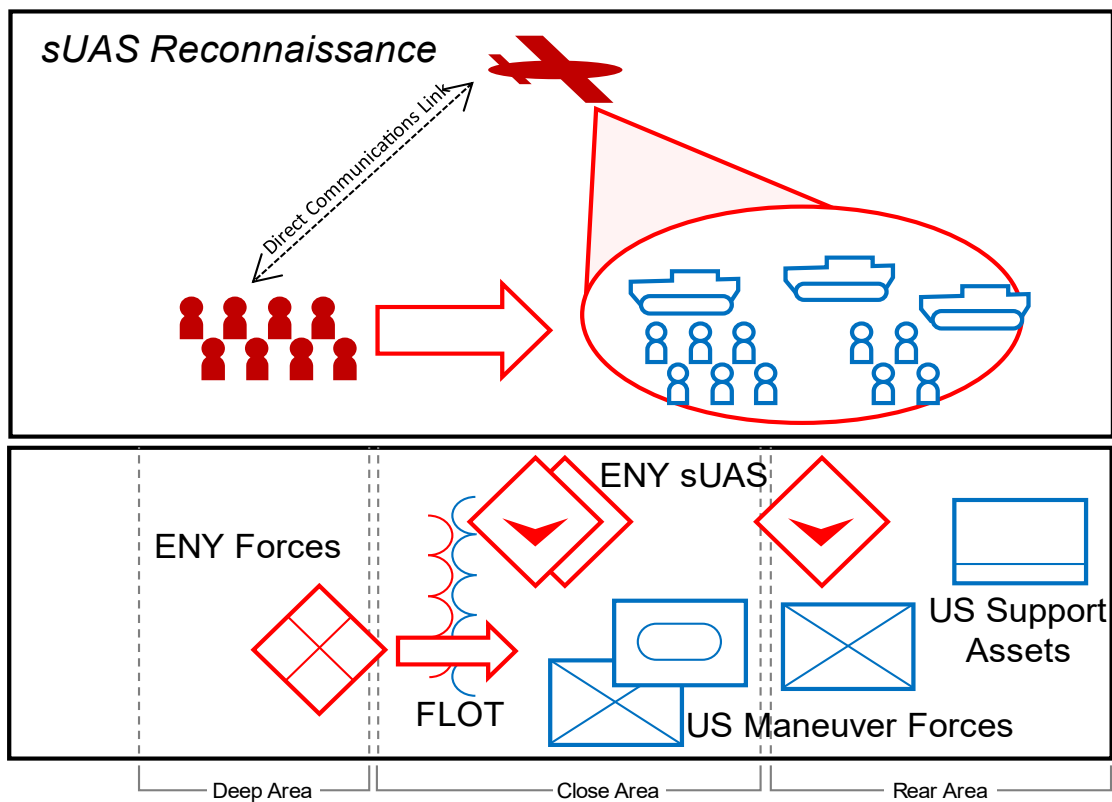 sUAS Reconnaissance
Direct Communications Link
ENY sUAS
ENY Forces
US Support
Assets
FLOT
US Maneuver Forces
Deep Area
Close Area
Rear Area